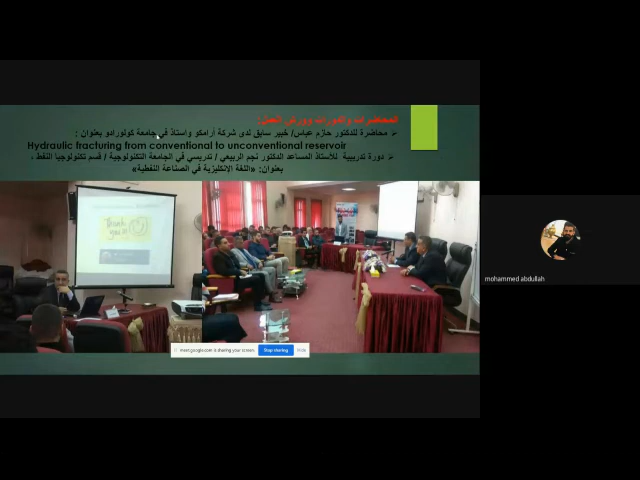 المحاضرات والدورات وورش العمل:
محاضرة للدكتور حازم عباس/ خبير سابق لدى شركة أرامكو واستاذ في جامعة كولورادو بعنوان :
Hydraulic fracturing from conventional to unconventional reservoir
دورة تدريبية للأستاذ المساعد الدكتور نجم الربيعي / تدريسي في الجامعة التكنولوجية / قسم تكنولوجيا النفط ،
بعنوان: «اللغة الإنكليزية في الصناعة النفطية»
Thank you
meet.google.com is sharing your screen. Stop sharing Hide
mohammed abdullah